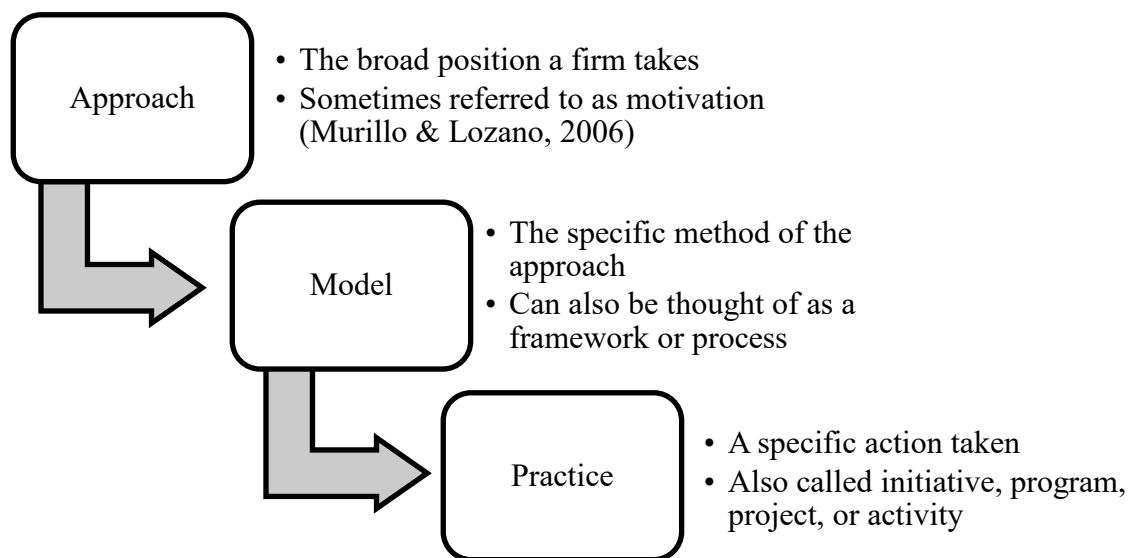 Approach
• The broad position a firm takes
• Sometimes referred to as motivation
(Murillo & Lozano, 2006)
Model
• The specific method of the
approach
• Can also be thought of as a
framework or process
Practice
• A specific action taken
• Also called initiative, program,
project, or activity